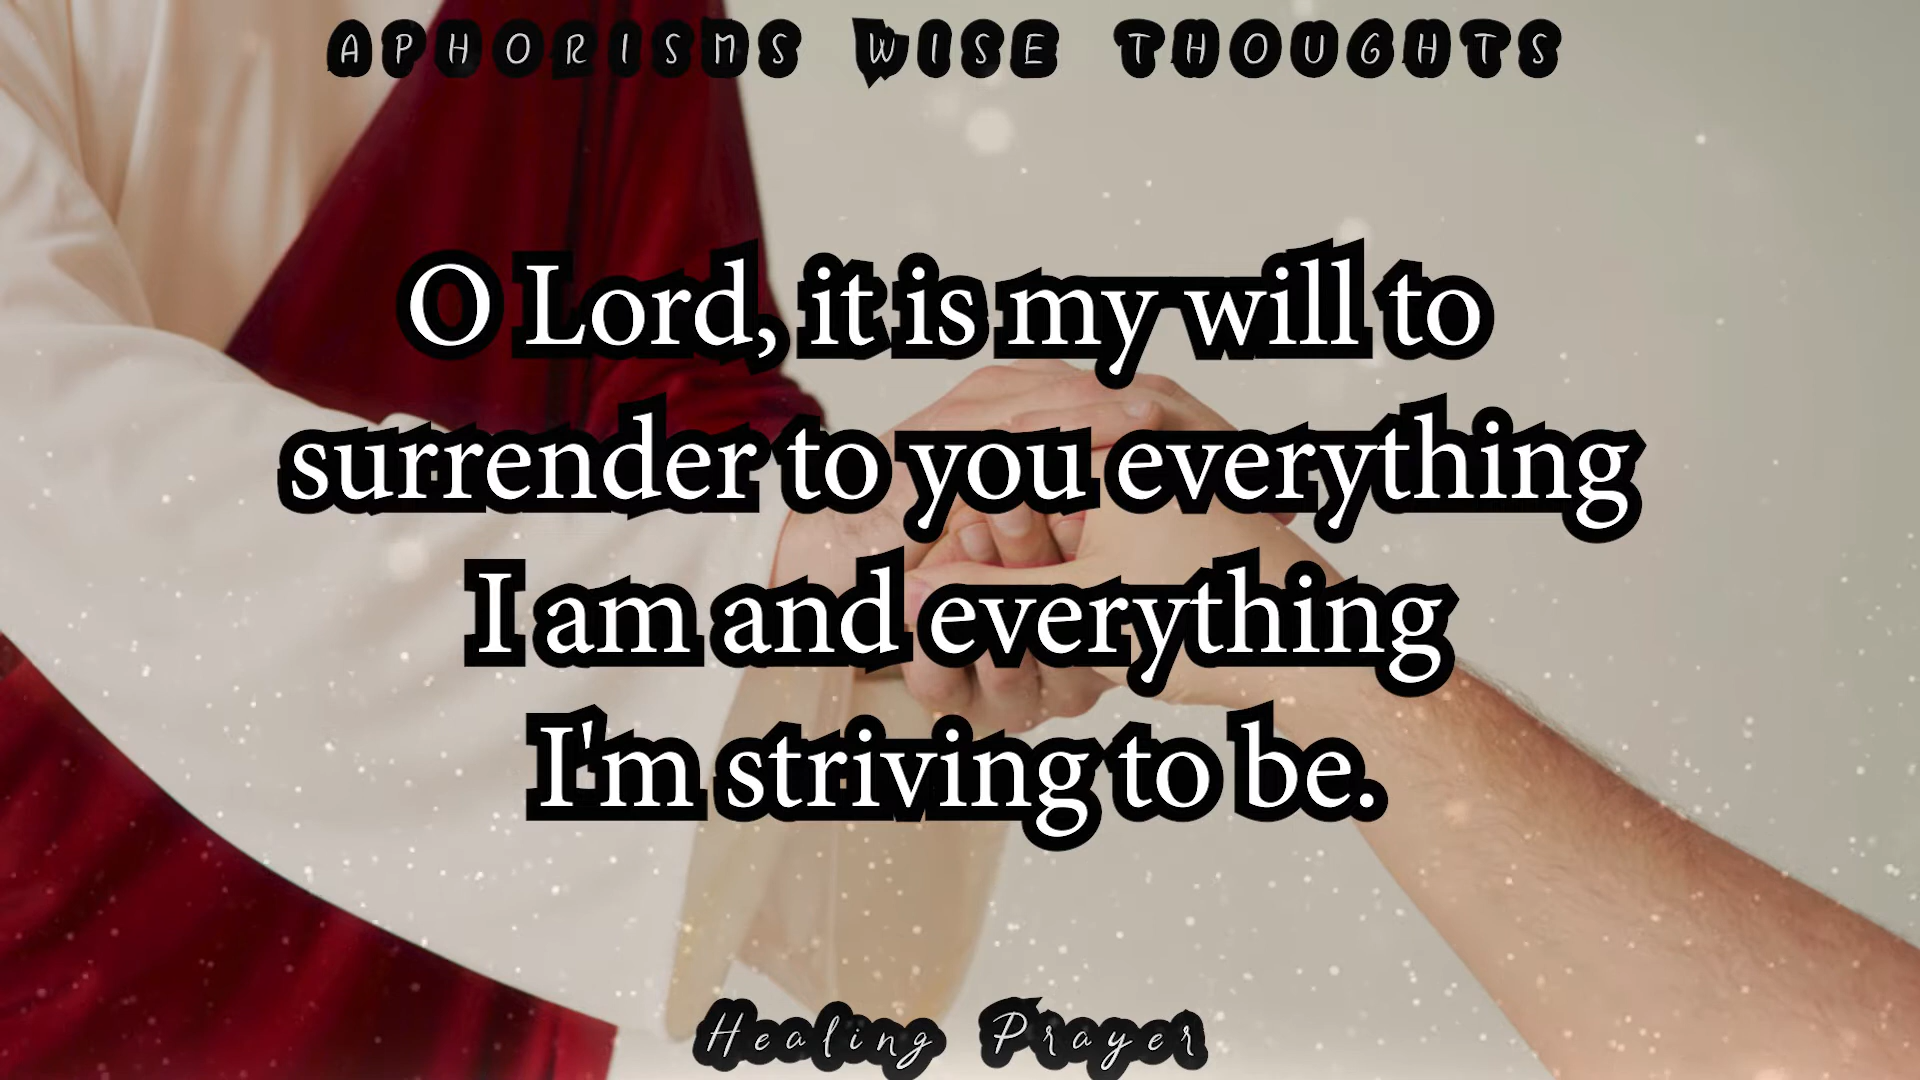 APHORISMS WISE THOUGHTS
O Lord, it is my will to
surrender to you everything
I am and everything
I'm striving to be.
Healing Prayer